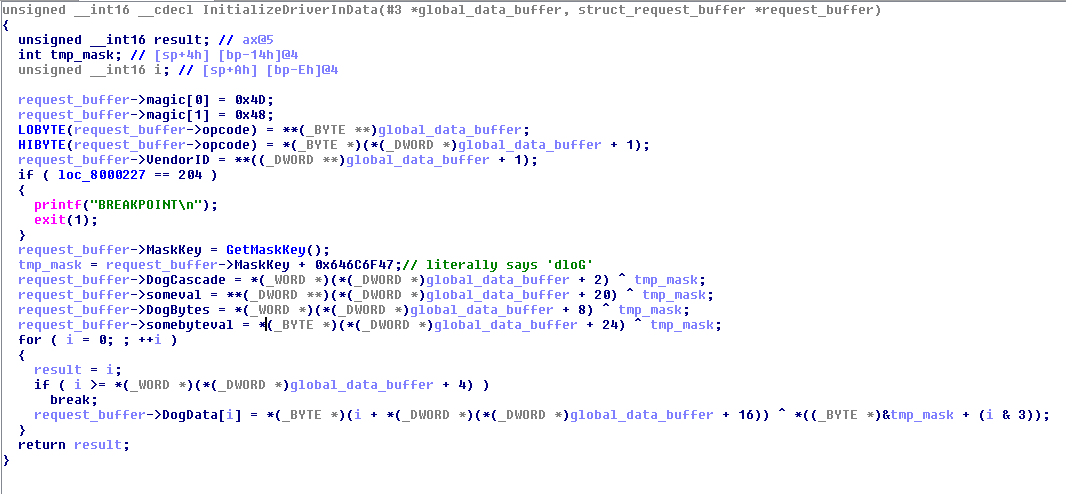 unsigned __int16 __cdecl InitializeDriverInData(#3 *global_data_buffer, struct_request_buffer *request_buffer)
{
  unsigned __int16 result; // ax@5
  int tmp_mask; // [sp+4h] [bp-14h]@4
  unsigned __int16 i; // [sp+Ah] [bp-Eh]@4

  request_buffer->magic[0] = 0x4D;
  request_buffer->magic[1] = 0x48;
  LOBYTE(request_buffer->opcode) = **(_BYTE **)global_data_buffer;
  HIBYTE(request_buffer->opcode) = *(_BYTE *)(*(_DWORD *)global_data_buffer + 1);
  request_buffer->VendorID = **((_DWORD **)global_data_buffer + 1);
  if ( loc_8000227 == 204 )
  {
    printf("BREAKPOINT\n");
    exit(1);
  }
  request_buffer->MaskKey = GetMaskKey();
  tmp_mask = request_buffer->MaskKey + 0x646C6F47;// literally says 'dloG'
  request_buffer->DogCascade = *(_WORD *)(*(_DWORD *)global_data_buffer + 2) ^ tmp_mask;
  request_buffer->someval = **(_DWORD **)(*(_DWORD *)global_data_buffer + 20) ^ tmp_mask;
  request_buffer->DogBytes = *(_WORD *)(*(_DWORD *)global_data_buffer + 8) ^ tmp_mask;
  request_buffer->somebyteval = *(_BYTE *)(*(_DWORD *)global_data_buffer + 24) ^ tmp_mask;
  for ( i = 0; ; ++i )
  {
    result = i;
    if ( i >= *(_WORD *)(*(_DWORD *)global_data_buffer + 4) )
      break;
    request_buffer->DogData[i] = *(_BYTE *)(i + *(_DWORD *)(*(_DWORD *)global_data_buffer + 16)) ^ *((_BYTE *)&tmp_mask + (i & 3));
  }
  return result;
}